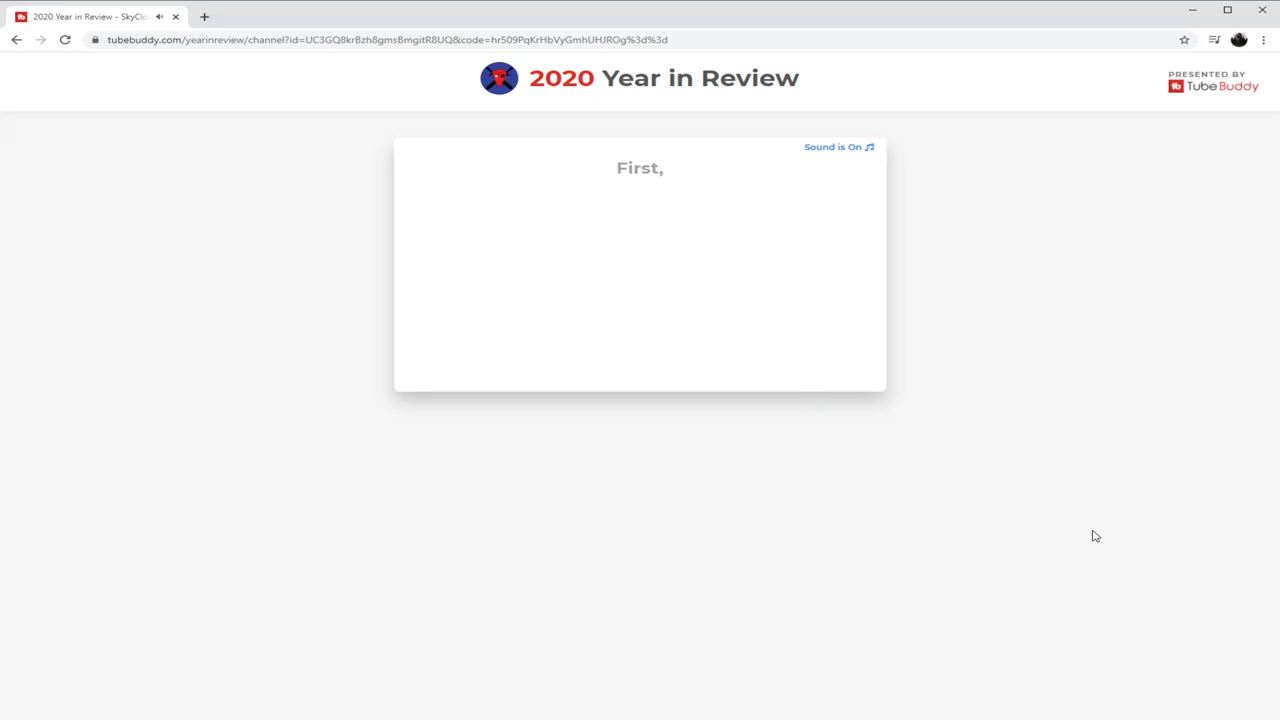 2020 Year in Review - SkyClo
tubebuddy.com/yearinreview/channel?id=UC3GQ8krBzh8gmsBmgitR8UQ&code=hr509PqKrHbVyGmhUHJROg%3d%3d
2020 Year in Review
PRESENTED BY
TubeBuddy
Sound is On
First,